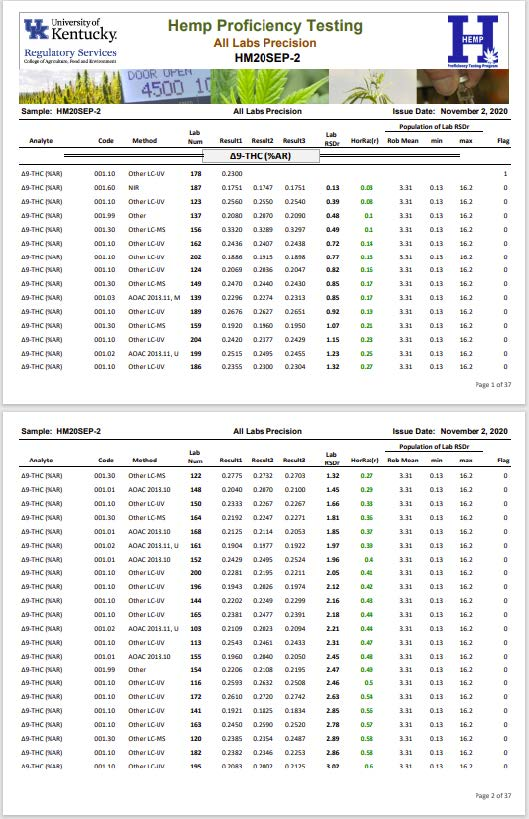 University of
Kentucky.
Regulatory Services
College of Agriculture, Food and Environment
Hemp Proficiency Testing
All Labs Precision
HM20SEP-2
HEMP
Proficiency Testing Program
DOOR OPEN
4500
Sample: HM20SEP-2 All Labs Precision Issue Date: November 2, 2020
Population of Lab RSDr
Analyte Code Method Lab Num Result1 Result2 Result3 Lab RSDr HorRat(r) Rob Mean min max Flag
Δ9-THC (%AR)
Δ9-THC (%AR) 001.10 Other LC-UV 178 0.2300 1
Δ9-THC (%AR) 001.60 NIR 187 0.1751 0.1747 0.1751 0.13 0.03 3.31 0.13 16.2 0
Δ9-THC (%AR) 001.10 Other LC-UV 123 0.2560 0.2550 0.2540 0.39 0.08 3.31 0.13 16.2 0
Δ9-THC (%AR) 001.99 Other 137 0.2080 0.2070 0.2090 0.48 0.1 3.31 0.13 16.2 0
Δ9-THC (%AR) 001.30 Other LC-MS 156 0.3320 0.3289 0.3297 0.49 0.1 3.31 0.13 16.2 0
Δ9-THC (%AR) 001.10 Other LC-UV 162 0.2436 0.2407 0.2438 0.72 0.14 3.31 0.13 16.2 0
Δ9-THC (%AR) 001.10 Other LC-UV 202 0.1886 0.1915 0.1898 0.77 0.15 3.31 0.13 16.2 0
Δ9-THC (%AR) 001.10 Other LC-UV 124 0.2069 0.2036 0.2047 0.82 0.15 3.31 0.13 16.2 0
Δ9-THC (%AR) 001.30 Other LC-MS 149 0.2470 0.2440 0.2430 0.85 0.17 3.31 0.13 16.2 0
Δ9-THC (%AR) 001.03 AOAC 2013.11, M 139 0.2296 0.2274 0.2313 0.85 0.17 3.31 0.13 16.2 0
Δ9-THC (%AR) 001.10 Other LC-UV 189 0.2676 0.2627 0.2651 0.92 0.13 3.31 0.13 16.2 0
Δ9-THC (%AR) 001.30 Other LC-MS 159 0.1920 0.1960 0.1950 1.07 0.21 3.31 0.13 16.2 0
Δ9-THC (%AR) 001.10 Other LC-UV 204 0.2420 0.2377 0.2429 1.15 0.23 3.31 0.13 16.2 0
Δ9-THC (%AR) 001.02 AOAC 2013.11, U 199 0.2515 0.2495 0.2455 1.23 0.25 3.31 0.13 16.2 0
Δ9-THC (%AR) 001.10 Other LC-UV 186 0.2355 0.2300 0.2304 1.32 0.27 3.31 0.13 16.2 0
Page 1 of 37
Sample: HM20SEP-2 All Labs Precision Issue Date: November 2, 2020
Population of Lab RSDr
Analyte Code Method Lab Num Result1 Result2 Result3 Lab RSDr HorRat(r) Rob Mean min max Flag
Δ9-THC (%AR) 001.30 Other LC-MS 122 0.2775 0.2732 0.2703 1.32 0.27 3.31 0.13 16.2 0
Δ9-THC (%AR) 001.01 AOAC 2013.10 148 0.2040 0.2070 0.2100 1.45 0.29 3.31 0.13 16.2 0
Δ9-THC (%AR) 001.10 Other LC-UV 150 0.2333 0.2267 0.2267 1.66 0.33 3.31 0.13 16.2 0
Δ9-THC (%AR) 001.30 Other LC-MS 164 0.2192 0.2247 0.2271 1.81 0.36 3.31 0.13 16.2 0
Δ9-THC (%AR) 001.01 AOAC 2013.10 168 0.2125 0.2114 0.2053 1.85 0.37 3.31 0.13 16.2 0
Δ9-THC (%AR) 001.02 AOAC 2013.11, U 161 0.1904 0.1977 0.1922 1.97 0.39 3.31 0.13 16.2 0
Δ9-THC (%AR) 001.01 AOAC 2013.10 152 0.2429 0.2495 0.2524 1.96 0.4 3.31 0.13 16.2 0
Δ9-THC (%AR) 001.10 Other LC-UV 200 0.2281 0.2195 0.2211 2.05 0.41 3.31 0.13 16.2 0
Δ9-THC (%AR) 001.10 Other LC-UV 196 0.1943 0.2026 0.1974 2.12 0.42 3.31 0.13 16.2 0
Δ9-THC (%AR) 001.10 Other LC-UV 144 0.2202 0.2249 0.2299 2.16 0.43 3.31 0.13 16.2 0
Δ9-THC (%AR) 001.10 Other LC-UV 165 0.2381 0.2477 0.2391 2.18 0.44 3.31 0.13 16.2 0
Δ9-THC (%AR) 001.02 AOAC 2013.11, U 103 0.2109 0.2023 0.2094 2.21 0.44 3.31 0.13 16.2 0
Δ9-THC (%AR) 001.10 Other LC-UV 113 0.2543 0.2461 0.2433 2.31 0.47 3.31 0.13 16.2 0
Δ9-THC (%AR) 001.01 AOAC 2013.10 155 0.1960 0.2040 0.2050 2.45 0.48 3.31 0.13 16.2 0
Δ9-THC (%AR) 001.99 Other 154 0.2206 0.2108 0.2195 2.47 0.49 3.31 0.13 16.2 0
Δ9-THC (%AR) 001.10 Other LC-UV 116 0.2593 0.2632 0.2508 2.46 0.5 3.31 0.13 16.2 0
Δ9-THC (%AR) 001.10 Other LC-UV 172 0.2610 0.2720 0.2742 2.63 0.54 3.31 0.13 16.2 0
Δ9-THC (%AR) 001.10 Other LC-UV 141 0.1921 0.1825 0.1834 2.85 0.55 3.31 0.13 16.2 0
Δ9-THC (%AR) 001.10 Other LC-UV 163 0.2450 0.2590 0.2520 2.78 0.57 3.31 0.13 16.2 0
Δ9-THC (%AR) 001.30 Other LC-MS 120 0.2385 0.2354 0.2487 2.89 0.58 3.31 0.13 16.2 0
Δ9-THC (%AR) 001.10 Other LC-UV 182 0.2382 0.2346 0.2253 2.86 0.58 3.31 0.13 16.2 0
Δ9-THC (%AR) 001.10 Other LC-UV 195 0.2083 0.2002 0.2125 3.02 0.6 3.31 0.13 16.2 0
Page 2 of 37